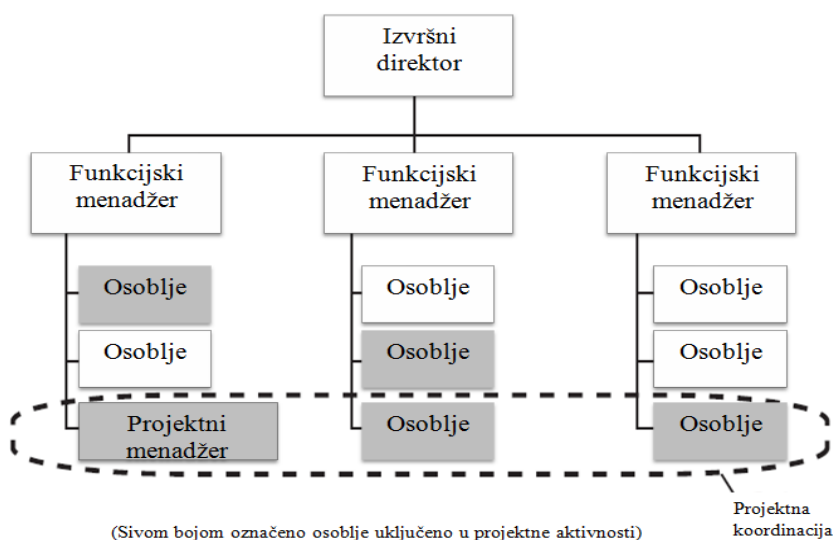 Izvršni
direktor
Funkcijski
menadžer
Funkcijski
menadžer
Funkcijski
menadžer
Osoblje
Osoblje
Osoblje
Osoblje
Osoblje
Osoblje
Projektni
menadžer
Osoblje
Osoblje
Projektna
koordinacija
(Sivom bojom označeno osoblje uključeno u projektne aktivnosti)